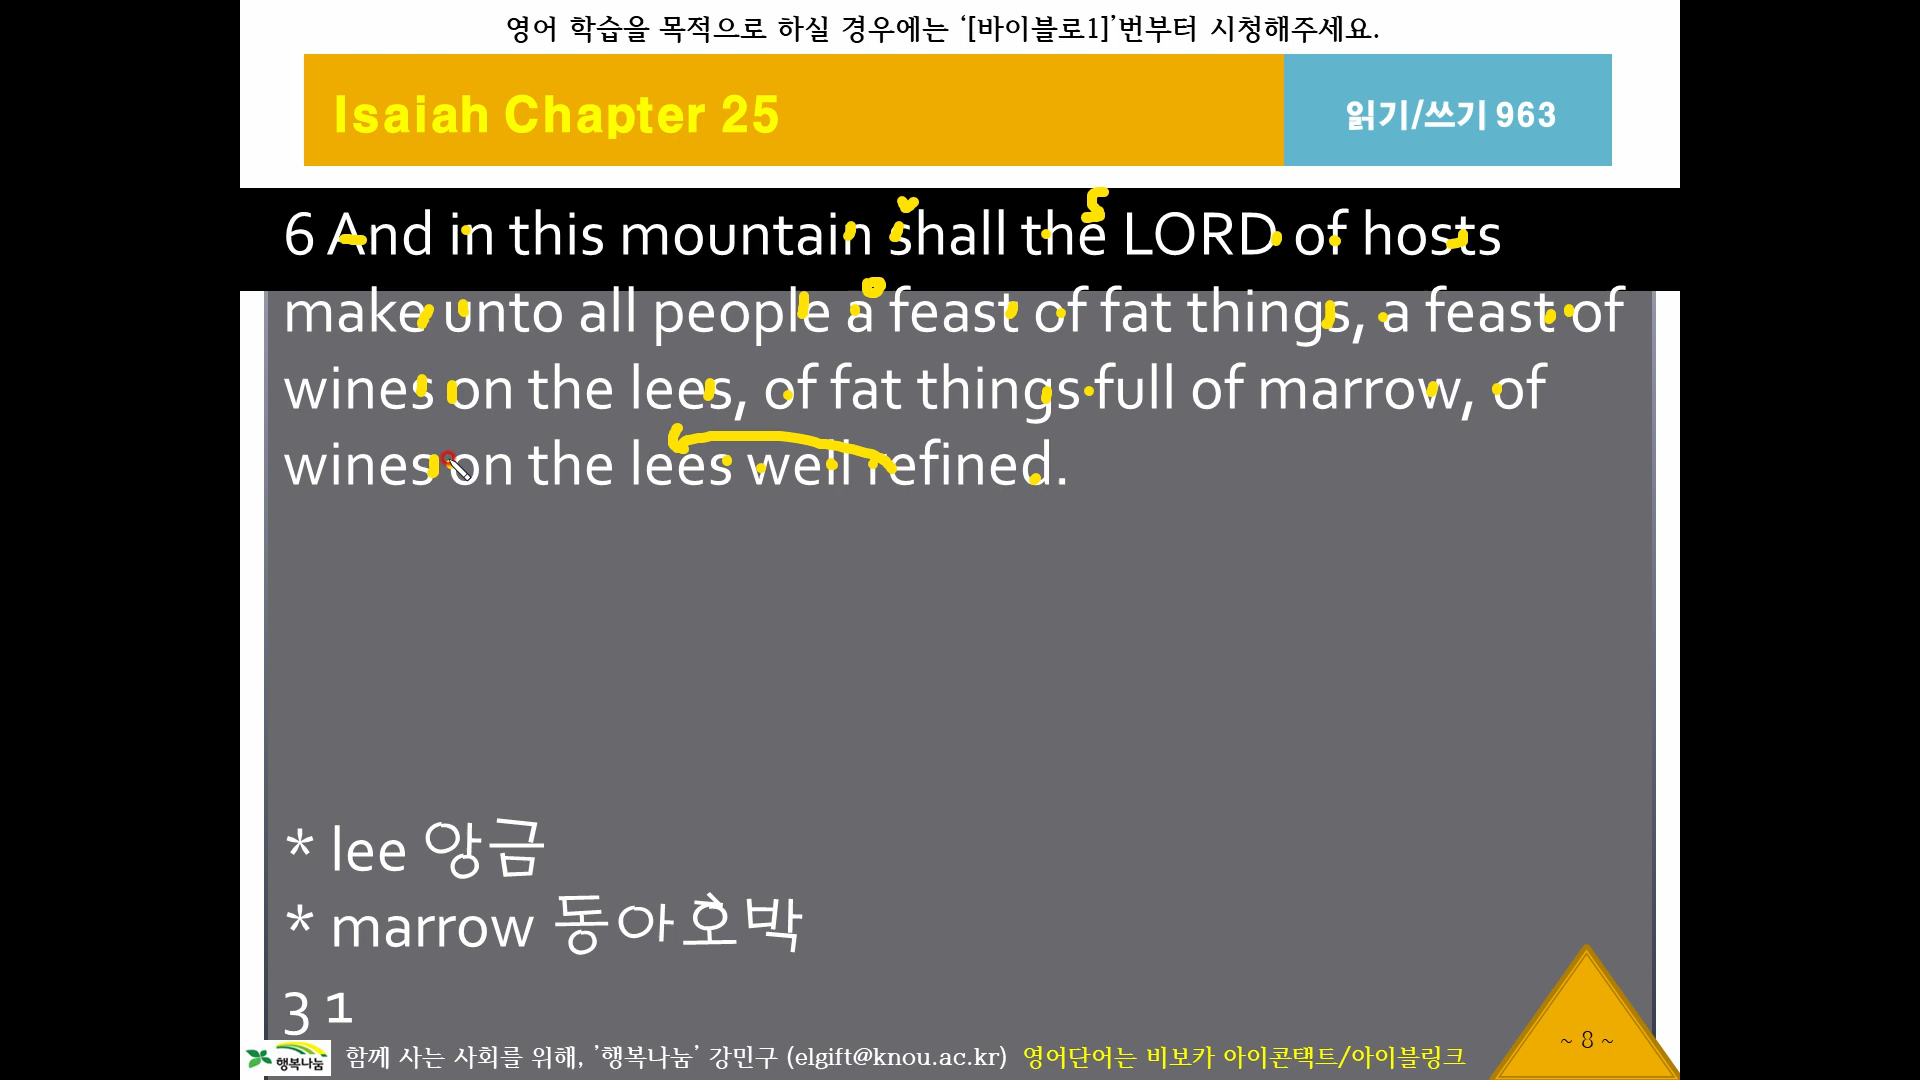 영어 학습을 목적으로 하실 경우에는 ‘[바이블로1]’번부터 시청해주세요.
Isaiah Chapter 25
읽기/쓰기 963
6 And in this mountain shall the LORD of hosts
make unto all people a feast of fat things, a feast of
wines on the lees, of fat things full of marrow, of
wines on the lees well refined.
* lee 앙금
* marrow 동아호박
3 1
~ 8 ~
행복나눔 함께 사는 사회를 위해, ’행복나눔’ 강민구 (elgift@knou.ac.kr) 영어단어는 비보카 아이콘택트/아이블링크